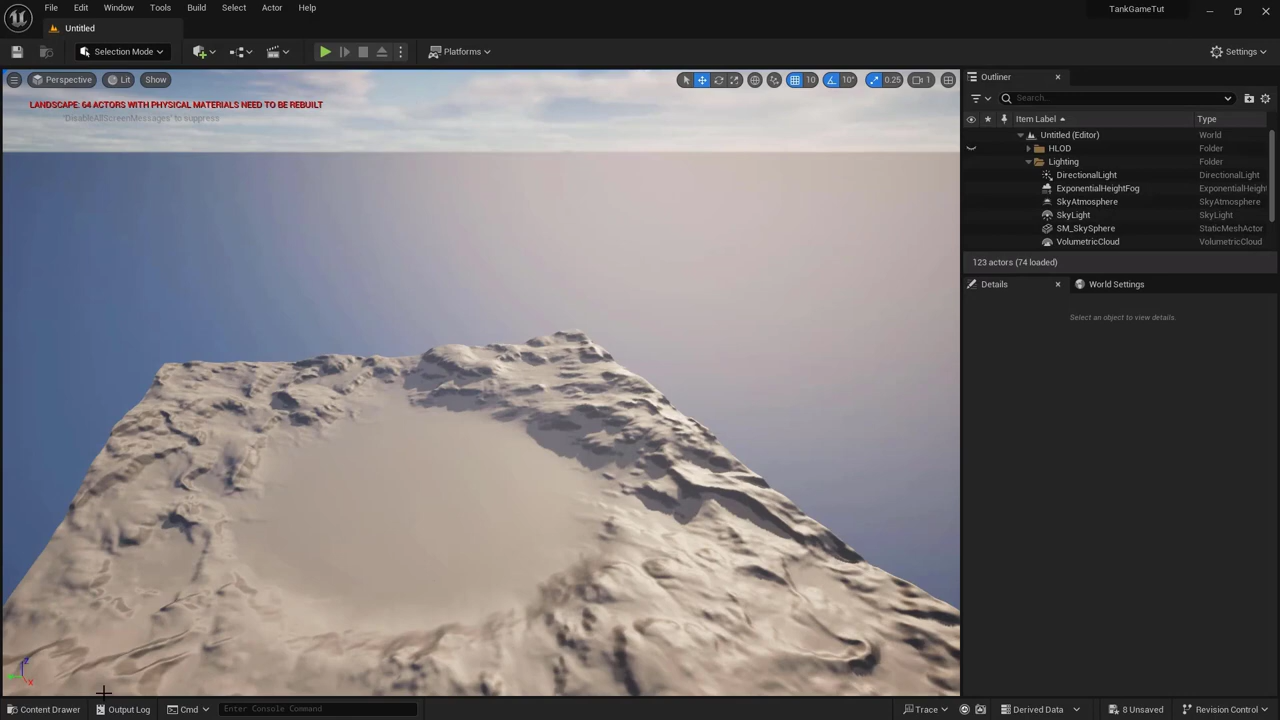 File Edit Window Tools Build Select Actor Help
TankGameTut
Untitled
Selection Mode
Platforms
Settings
Perspective Lit Show
10 10° 0.25 1
LANDSCAPE: 64 ACTORS WITH PHYSICAL MATERIALS NEED TO BE REBUILT
'DisableAllScreenMessages' to suppress
Outliner
Search...
Item Label Type
Untitled (Editor) World
HLOD Folder
Lighting Folder
DirectionalLight DirectionalLight
ExponentialHeightFog ExponentialHeight
SkyAtmosphere SkyAtmosphere
SkyLight SkyLight
SM_SkySphere StaticMeshActor
VolumetricCloud VolumetricCloud
123 actors (74 loaded)
Details World Settings
Select an object to view details.
Z
X
Content Drawer Output Log Cmd Enter Console Command Trace Derived Data 8 Unsaved Revision Control